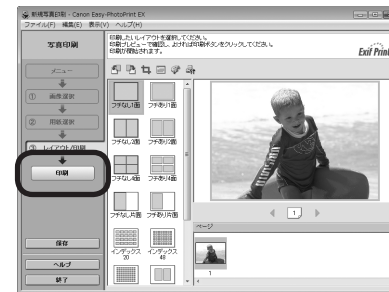 新規写真印刷 - Canon Easy-PhotoPrint EX
ファイル(F) 編集(E) 表示(V) ヘルプ(H)
写真印刷
印刷したいレイアウトを選択してください。
印刷プレビューで確認し、よければ印刷ボタンをクリックしてください。
印刷が開始されます。
Exif Print
メニュー
① 画像選択
② 用紙選択
③ レイアウト/印刷
印刷
保存
ヘルプ
終了
フチなし1面 フチあり1面
フチなし2面 フチあり2面
フチなし4面 フチあり4面
フチなし片面 フチあり片面
インデックス 20
インデックス 48
1
ページ
1